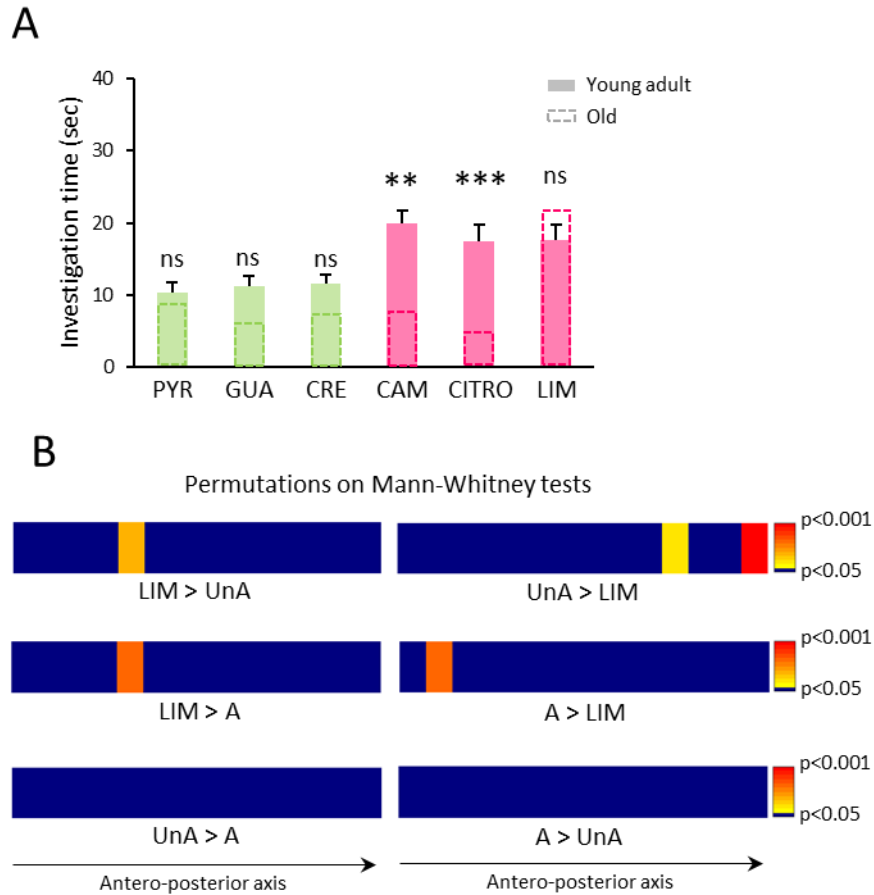 A
Investigation time (sec)
40
30
20
10
0
Young adult
Old
ns
ns
ns
**
***
ns
PYR GUA CRE CAM CITRO LIM
B
Permutations on Mann-Whitney tests
p<0.001
p<0.05
LIM > UnA
UnA > LIM
p<0.001
p<0.05
LIM > A
A > LIM
p<0.001
p<0.05
UnA > A
A > UnA
Antero-posterior axis
Antero-posterior axis